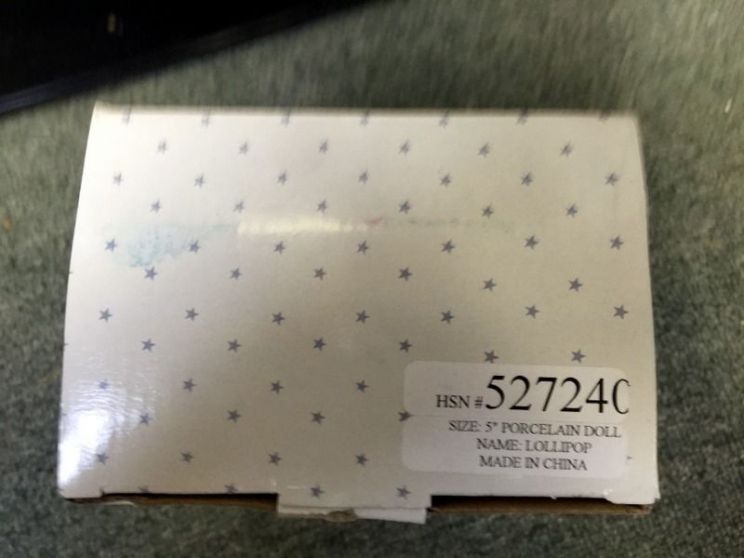 HSN #527240
SIZE: 5" PORCELAIN DOLL
NAME: LOLLIPOP
MADE IN CHINA